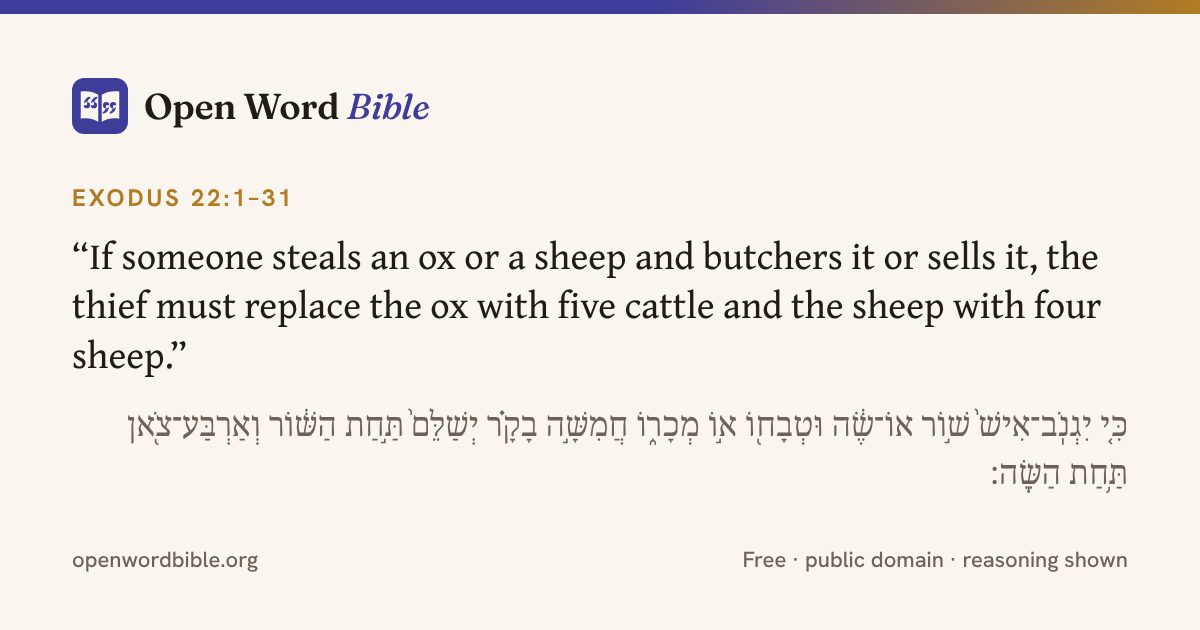 Open Word Bible
EXODUS 22:1–31
“If someone steals an ox or a sheep and butchers it or sells it, the
thief must replace the ox with five cattle and the sheep with four
sheep.”
כִּ֤י יִגְנֹֽב־אִישׁ֙ שׁ֣וֹר אוֹ־שֶׂ֔ה וּטְבָח֖וֹ א֣וֹ מְכָר֑וֹ חֲמִשָּׁ֣ה בָקָ֗ר יְשַׁלֵּם֙ תַּ֣חַת הַשּׁ֔וֹר וְאַרְבַּע־צֹ֖אן
תַּ֥חַת הַשֶּֽׂה׃
openwordbible.org
Free · public domain · reasoning shown